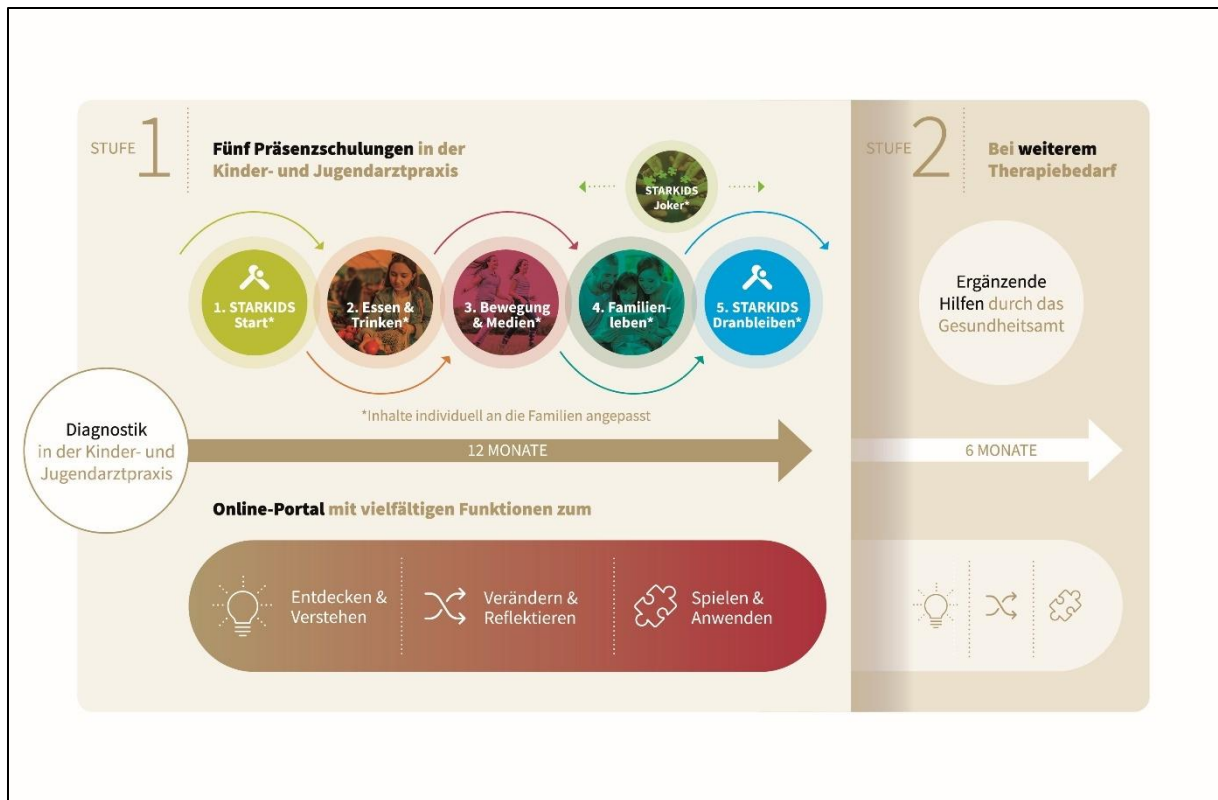 STUFE 1
Fünf Präsenzschulungen in der
Kinder- und Jugendarztpraxis
STARKIDS
Joker*
1. STARKIDS
Start*
2. Essen &
Trinken*
3. Bewegung
& Medien*
4. Familien-
leben*
5. STARKIDS
Dranbleiben*
*Inhalte individuell an die Familien angepasst
Diagnostik
in der Kinder- und
Jugendarztpraxis
12 MONATE
Online-Portal mit vielfältigen Funktionen zum
Entdecken &
Verstehen
Verändern &
Reflektieren
Spielen &
Anwenden
STUFE 2
Bei weiterem
Therapiebedarf
Ergänzende
Hilfen durch das
Gesundheitsamt
6 MONATE